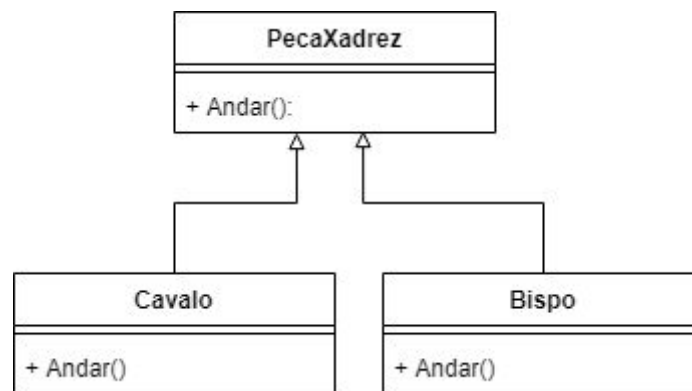 PecaXadrez
+ Andar():
Cavalo
Bispo
+ Andar()
+ Andar()